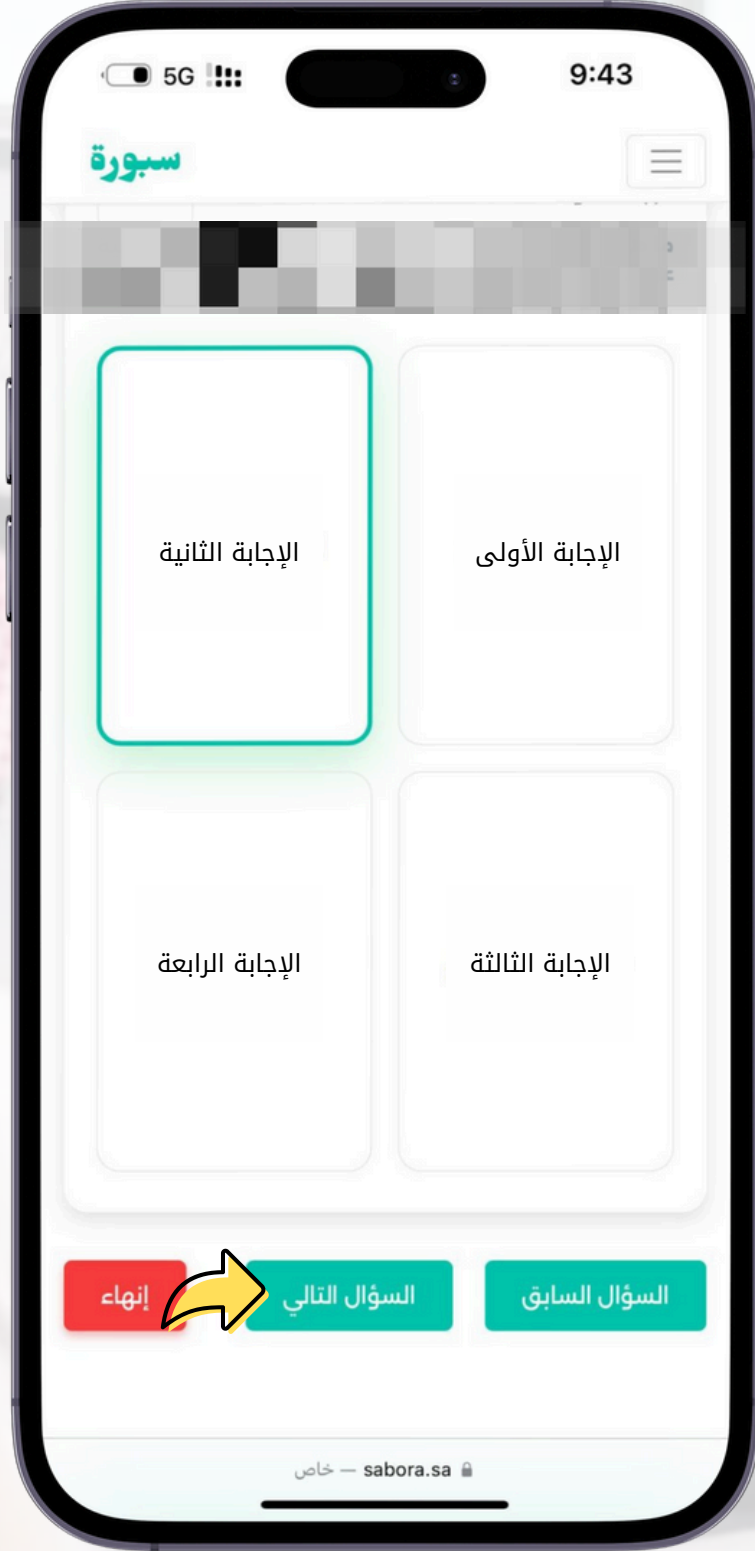 9:43
5G
سبورة
الإجابة الأولى
الإجابة الثانية
الإجابة الثالثة
الإجابة الرابعة
السؤال السابق
السؤال التالي
إنهاء
sabora.sa — خاص